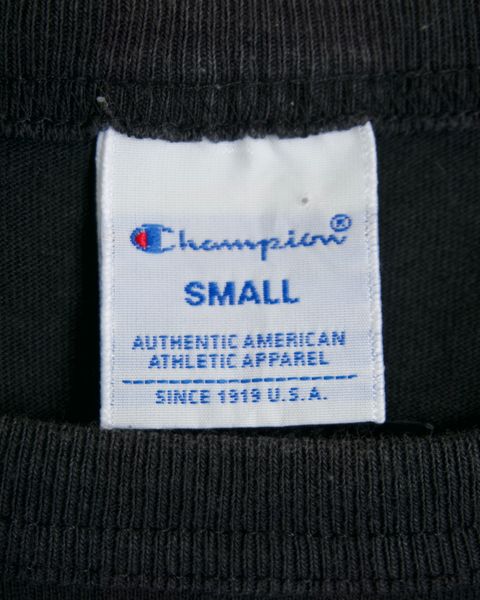 Champion®
SMALL
AUTHENTIC AMERICAN
ATHLETIC APPAREL
SINCE 1919 U.S.A.